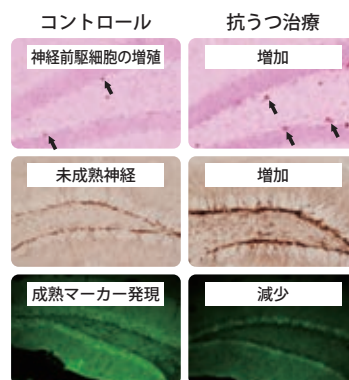 コントロール
抗うつ治療
神経前駆細胞の増殖
増加
未成熟神経
増加
成熟マーカー発現
減少